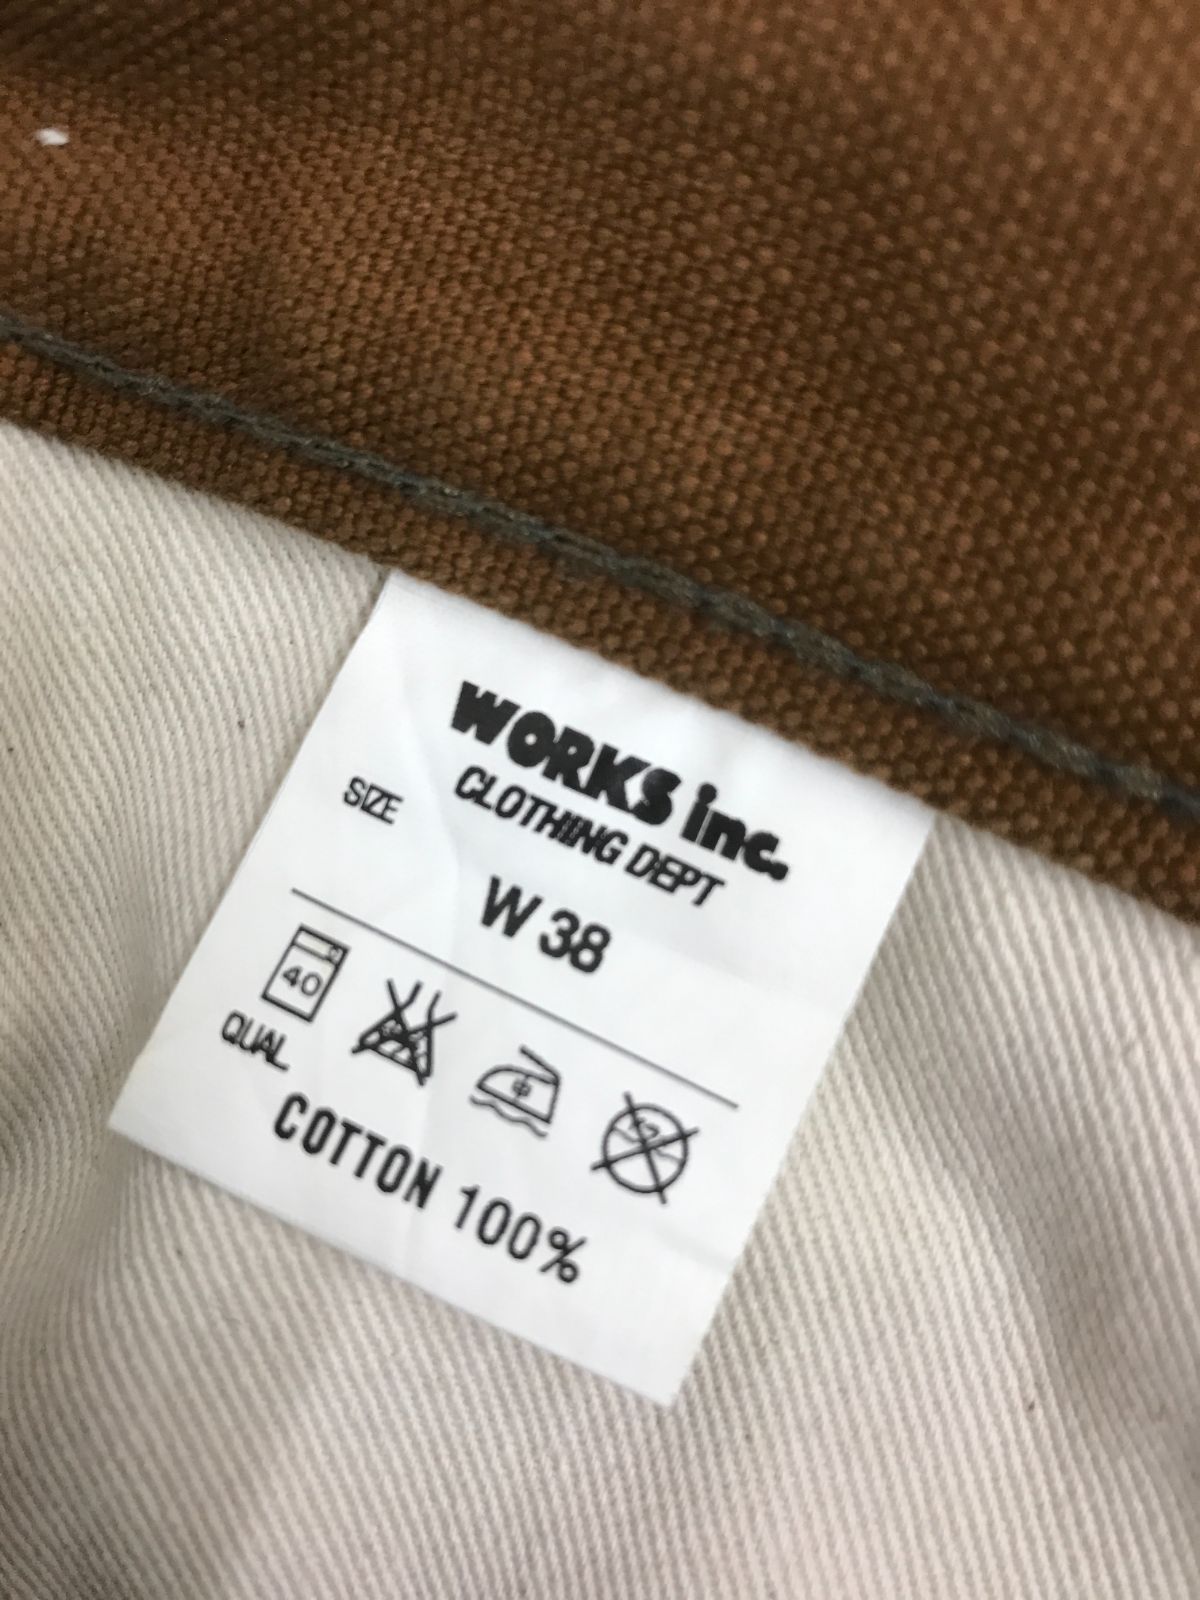 WORKS inc.
CLOTHING DEPT
SIZE
W 38
40
QUAL
COTTON 100%